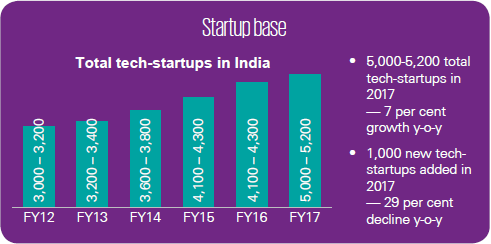 Startup base
Total tech-startups in India
3,000 – 3,200
3,200 – 3,400
3,600 – 3,800
4,100 – 4,300
4,100 – 4,300
5,000 – 5,200
FY12 FY13 FY14 FY15 FY16 FY17
• 5,000-5,200 total
tech-startups in
2017
— 7 per cent
growth y-o-y
• 1,000 new tech-
startups added in
2017
— 29 per cent
decline y-o-y